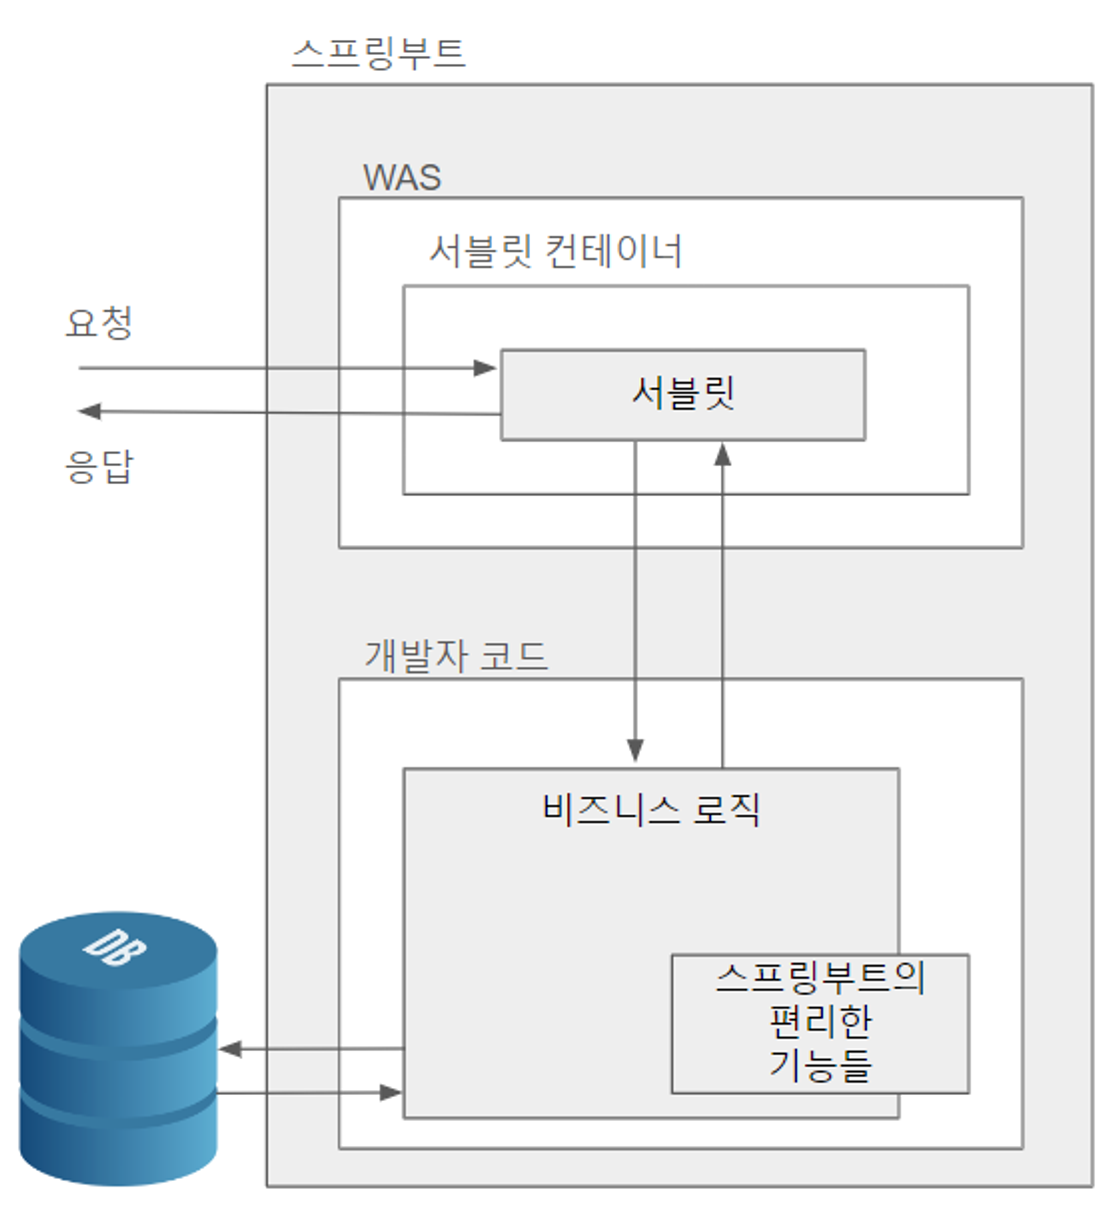 스프링부트
WAS
서블릿 컨테이너
요청
서블릿
응답
개발자 코드
비즈니스 로직
DB
스프링부트의
편리한
기능들